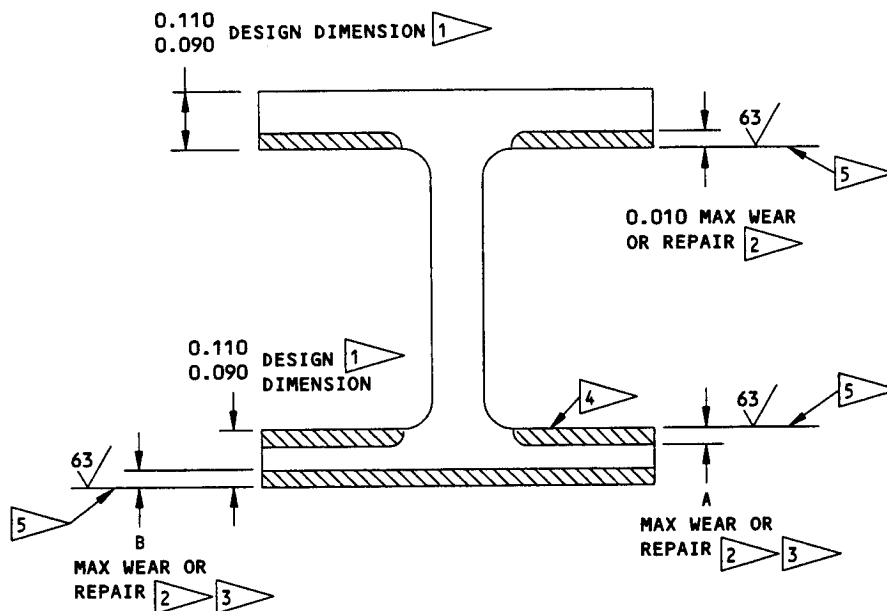 0.110
0.090 DESIGN DIMENSION 1
63
5
0.010 MAX WEAR
OR REPAIR 2
0.110
0.090 DESIGN 1
DIMENSION
4
63
5
63
5
A
MAX WEAR OR
REPAIR 2 3
B
MAX WEAR OR
REPAIR 2 3